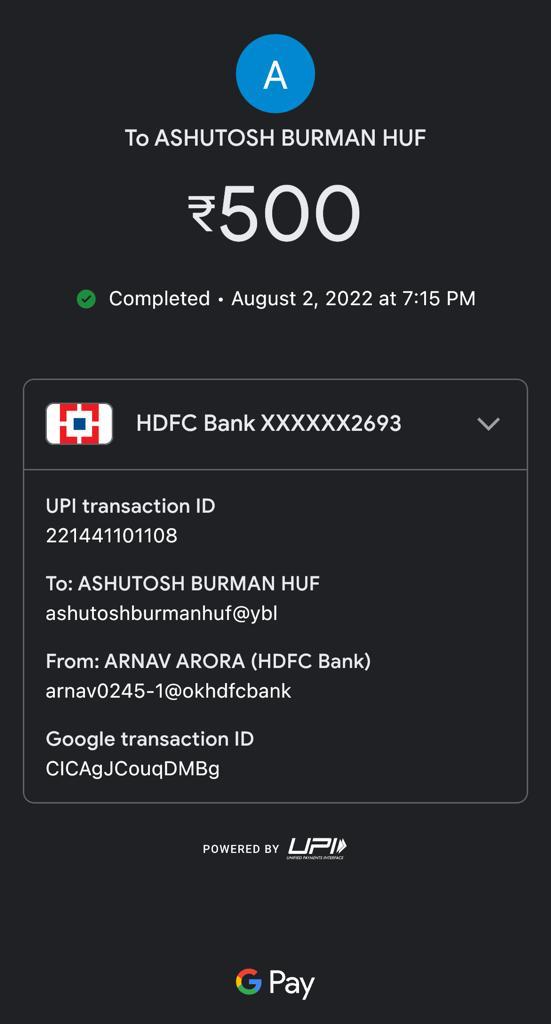 A
To ASHUTOSH BURMAN HUF
₹500
Completed • August 2, 2022 at 7:15 PM
HDFC Bank XXXXXX2693
UPI transaction ID
221441101108
To: ASHUTOSH BURMAN HUF
ashutoshburmanhuf@ybl
From: ARNAV ARORA (HDFC Bank)
arnav0245-1@okhdfcbank
Google transaction ID
CICAgJCouqDMBg
POWERED BY UPI
UNIFIED PAYMENTS INTERFACE
G Pay